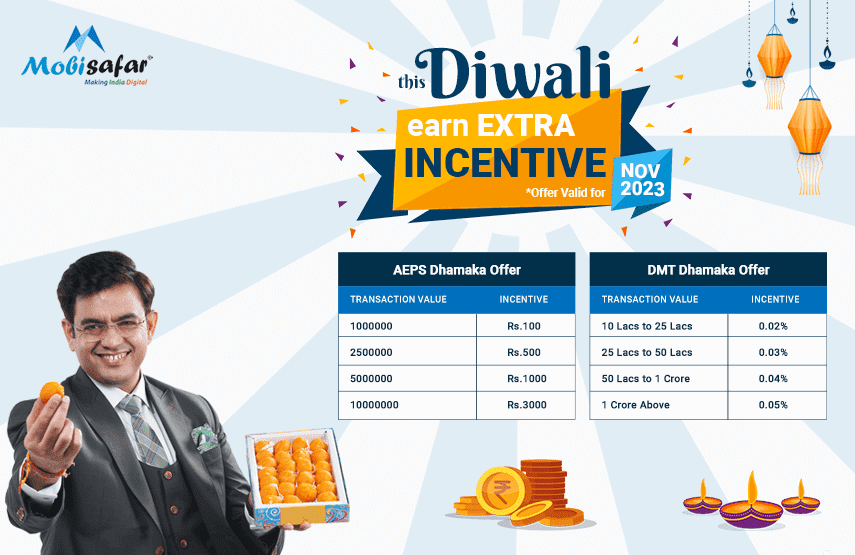 Mobisafar®
Making India Digital
this Diwali
earn EXTRA
INCENTIVE
*Offer Valid for
NOV
2023
AEPS Dhamaka Offer
TRANSACTION VALUE INCENTIVE
1000000 Rs.100
2500000 Rs.500
5000000 Rs.1000
10000000 Rs.3000
DMT Dhamaka Offer
TRANSACTION VALUE INCENTIVE
10 Lacs to 25 Lacs 0.02%
25 Lacs to 50 Lacs 0.03%
50 Lacs to 1 Crore 0.04%
1 Crore Above 0.05%
₹